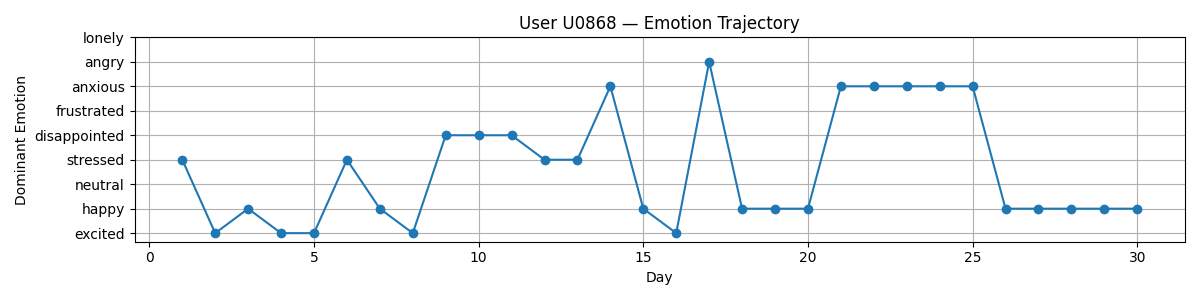 User U0868 — Emotion Trajectory
lonely
angry
anxious
frustrated
disappointed
stressed
neutral
happy
excited
Dominant Emotion
0 5 10 15 20 25 30
Day